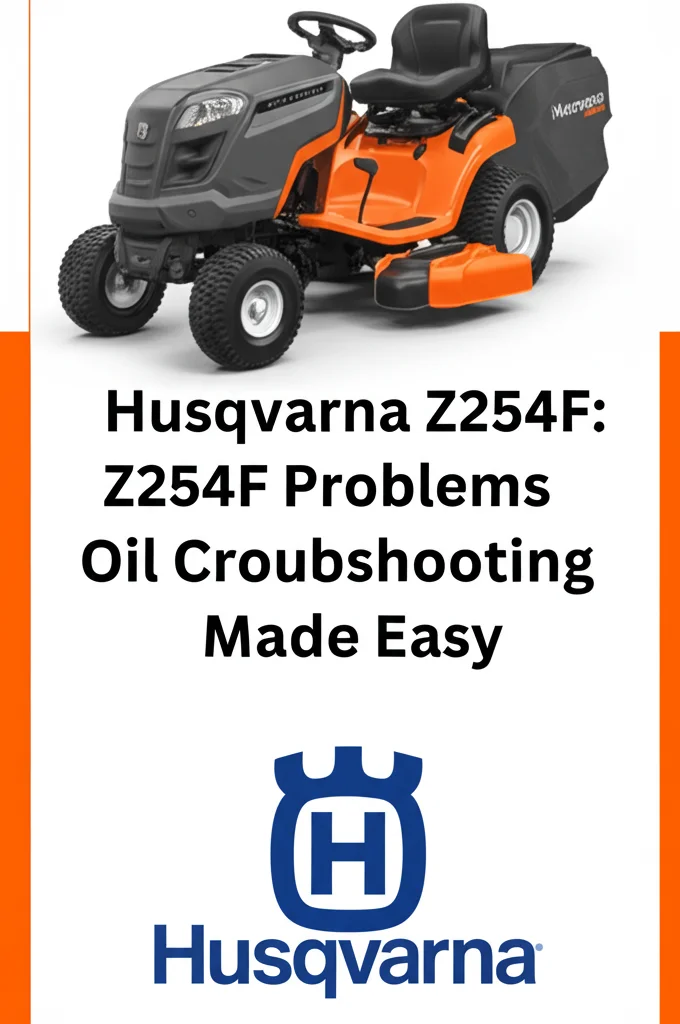 Husqvarna Z254F:
Z254F Problems
Oil Croubshooting
Made Easy
H
Husqvarna